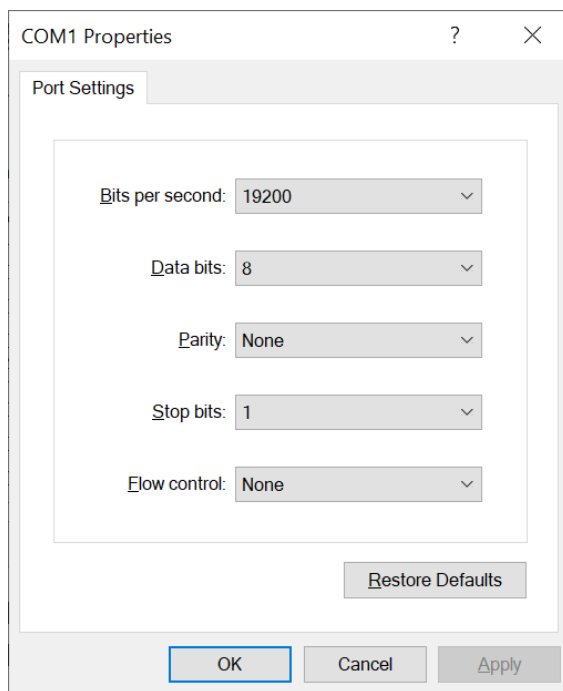 COM1 Properties
Port Settings
Bits per second: 19200
Data bits: 8
Parity: None
Stop bits: 1
Flow control: None
Restore Defaults
OK Cancel Apply